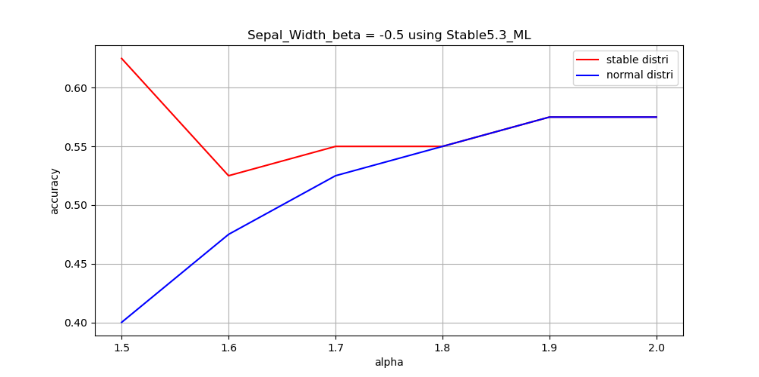 Sepal_Width_beta = -0.5 using Stable5.3_ML
stable distri
normal distri
0.60
0.55
0.50
0.45
0.40
accuracy
1.5 1.6 1.7 1.8 1.9 2.0
alpha